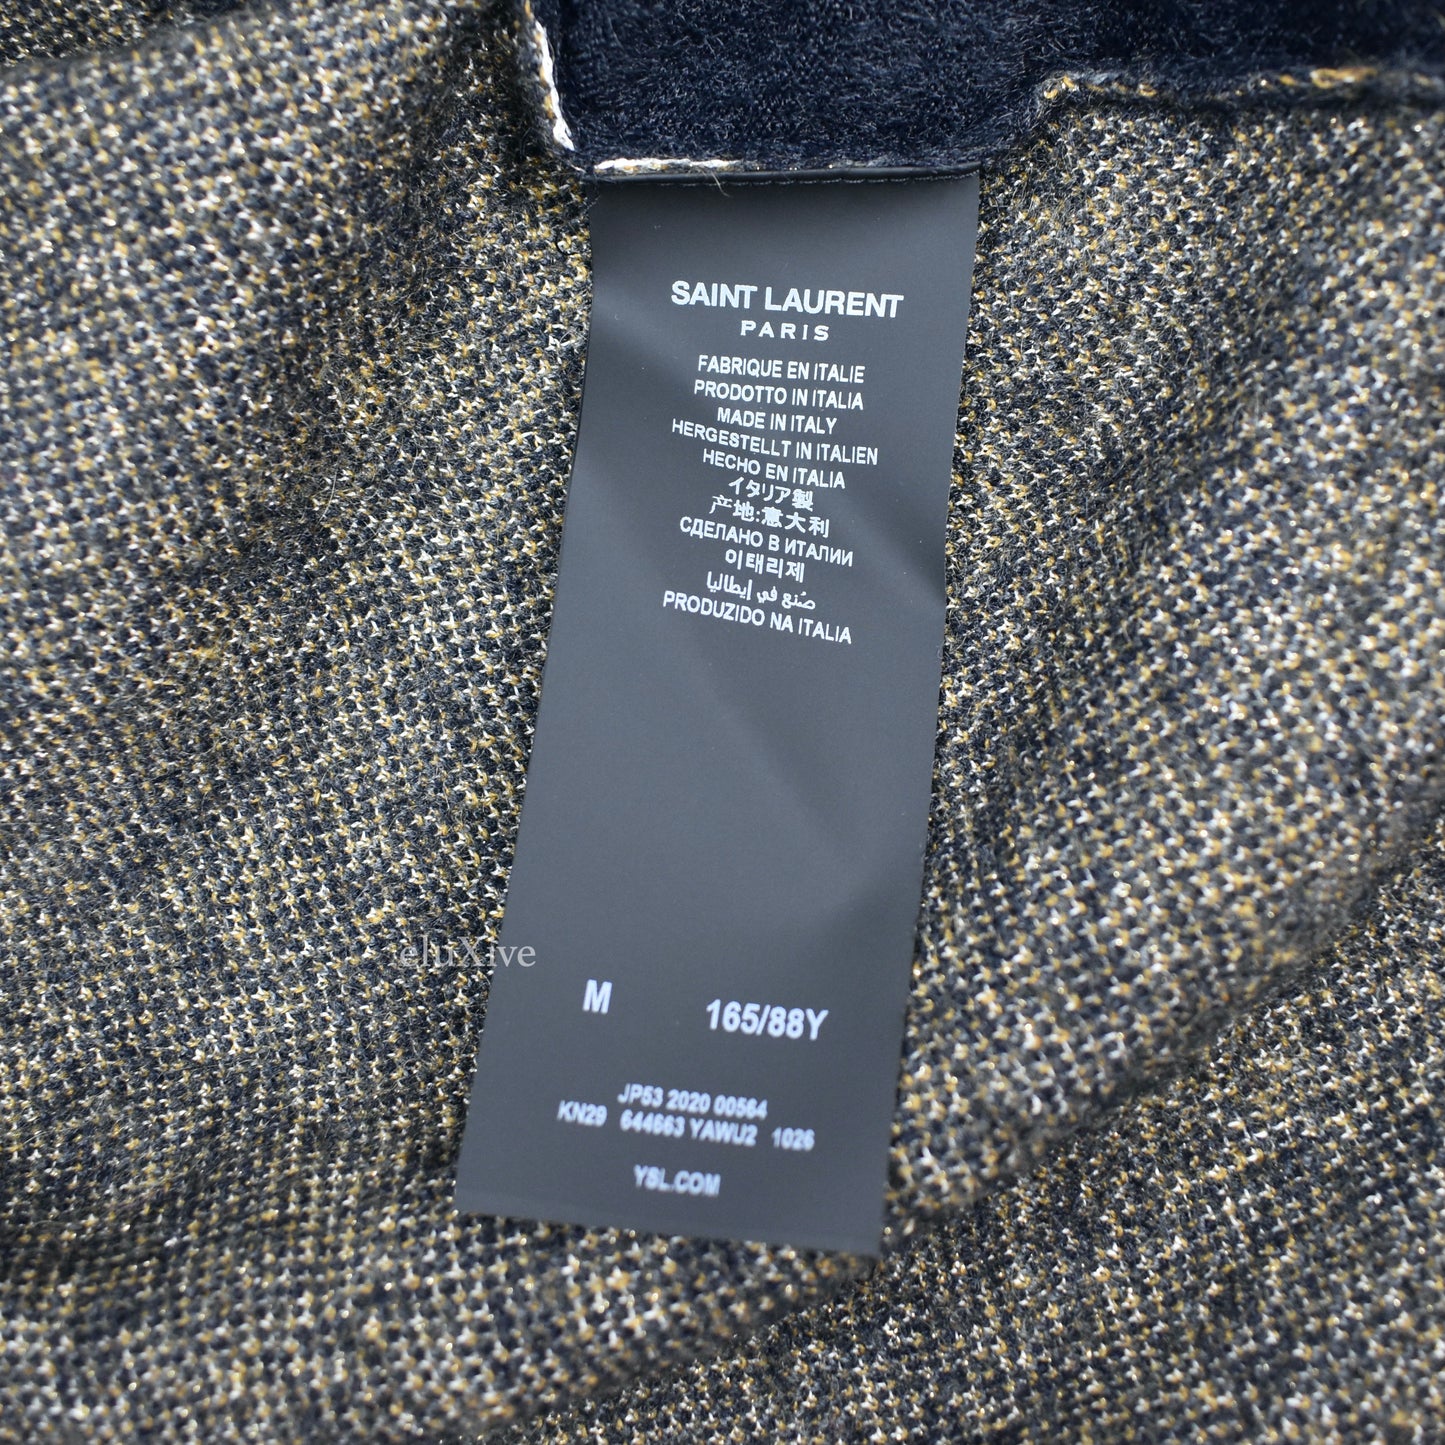 SAINT LAURENT
PARIS
FABRIQUE EN ITALIE
PRODOTTO IN ITALIA
MADE IN ITALY
HERGESTELLT IN ITALIEN
HECHO EN ITALIA
イタリア製
产地:意大利
СДЕЛАНО В ИТАЛИИ
이태리제
صُنع في إيطاليا
PRODUZIDO NA ITALIA
eluXive
M 165/88Y
JP53 2020 00564
KN29 644663 YAWU2 1026
YSL.COM